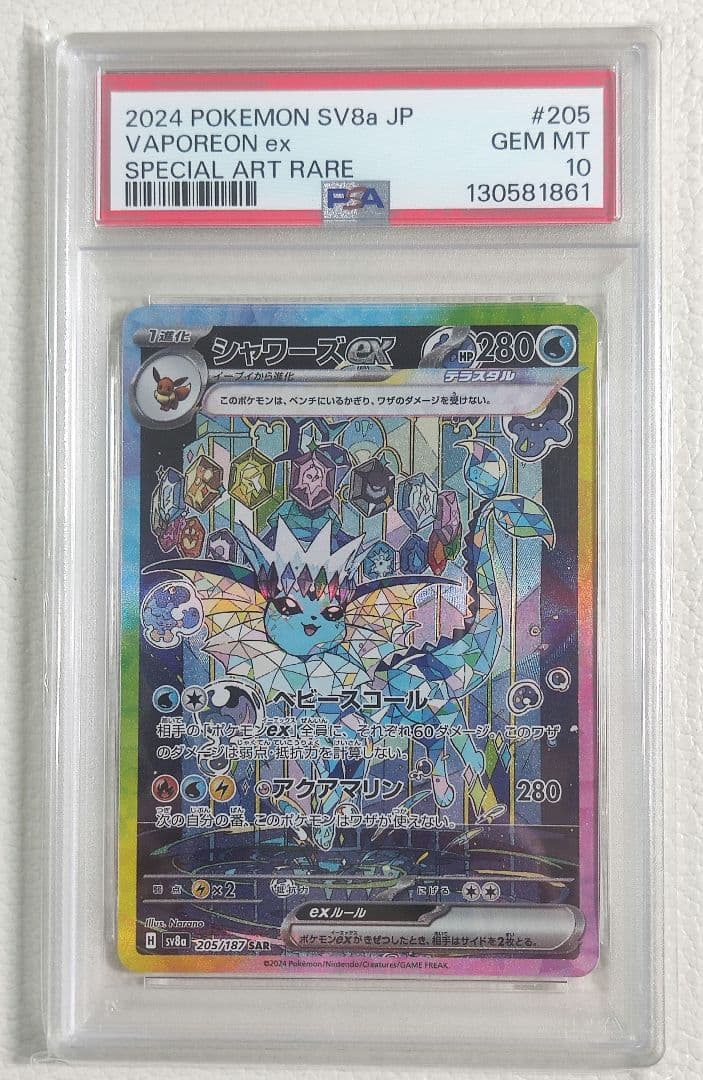 2024 POKEMON SV8a JP #205
VAPOREON ex GEM MT
SPECIAL ART RARE 10
PSA 130581861
1進化 シャワーズex HP280
イーブイから進化 テラスタル
このポケモンは、ベンチにいるかぎり、ワザのダメージを受けない。
ヘビースコール
相手の「ポケモンex」全員に、それぞれ60ダメージ。このワザ
のダメージは弱点・抵抗力を計算しない。
アクアマリン 280
次の自分の番、このポケモンはワザが使えない。
弱点 ×2 抵抗力 にげる
exルール
ポケモンexがきぜつしたとき、相手はサイドを2枚とる。
Illus. Narano
H sv8a 205/187 SAR
©2024 Pokémon/Nintendo/Creatures/GAME FREAK.